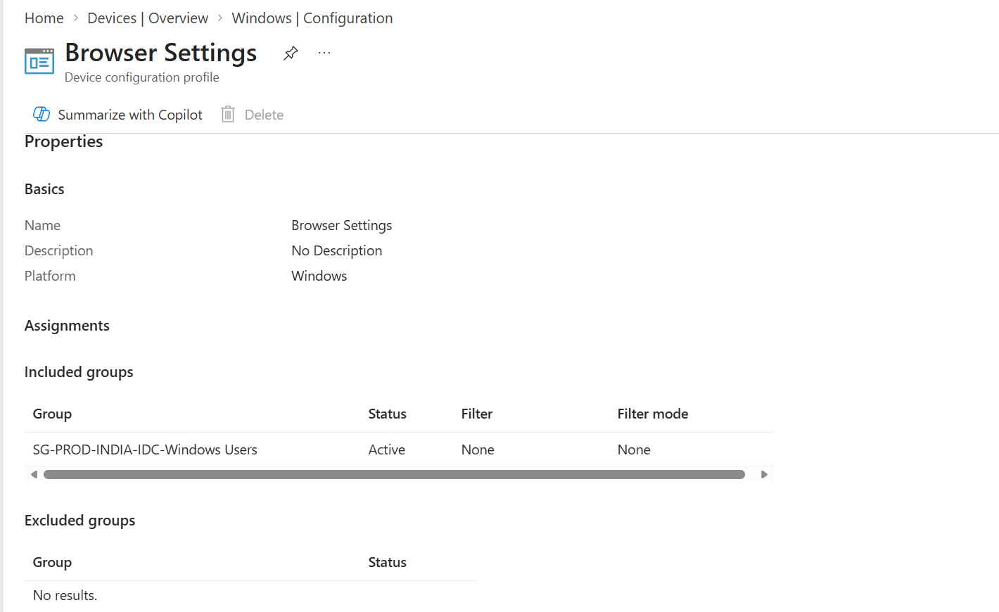 Home > Devices | Overview > Windows | Configuration
Browser Settings ...
Device configuration profile
Summarize with Copilot Delete
Properties
Basics
Name Browser Settings
Description No Description
Platform Windows
Assignments
Included groups
Group Status Filter Filter mode
SG-PROD-INDIA-IDC-Windows Users Active None None
Excluded groups
Group Status
No results.